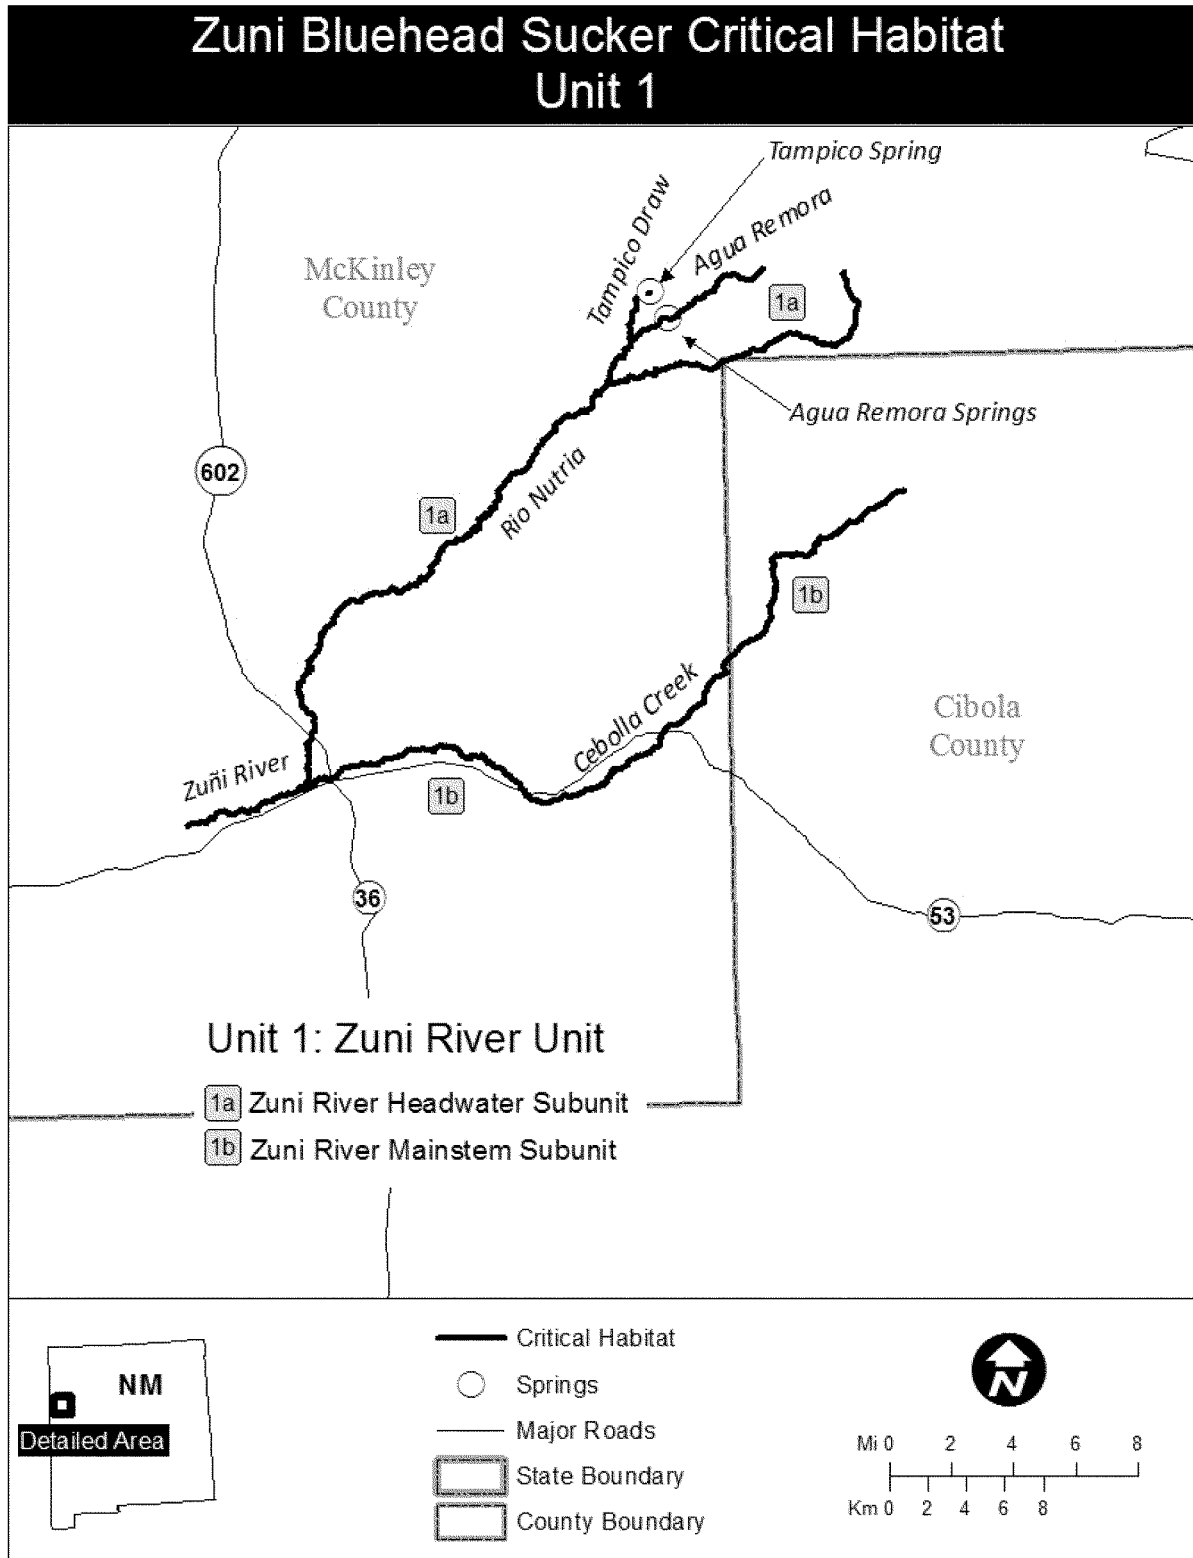 Zuni Bluehead Sucker Critical Habitat
Unit 1
Tampico Spring
Tampico Draw
Agua Remora
McKinley
County
1a
Agua Remora Springs
602
1a
Rio Nutria
1b
Cebolla Creek
Cibola
County
Zuñi River
1b
36
53
Unit 1: Zuni River Unit
1a Zuni River Headwater Subunit
1b Zuni River Mainstem Subunit
NM
Detailed Area
Critical Habitat
Springs
Major Roads
State Boundary
County Boundary
N
Mi 0 2 4 6 8
Km 0 2 4 6 8